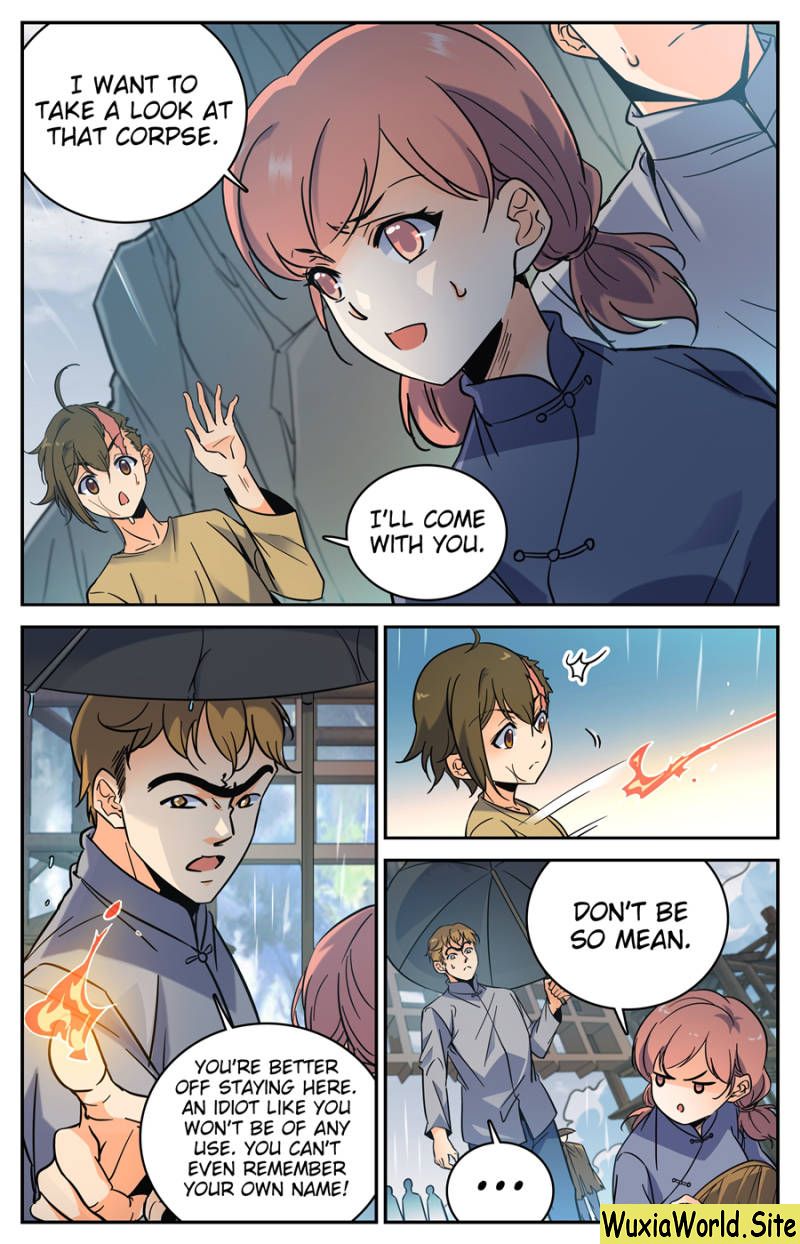 I WANT TO
TAKE A LOOK AT
THAT CORPSE.
I'LL COME
WITH YOU.
YOU'RE BETTER
OFF STAYING HERE.
AN IDIOT LIKE YOU
WON'T BE OF ANY
USE. YOU CAN'T
EVEN REMEMBER
YOUR OWN NAME!
DON'T BE
SO MEAN.
...
WuxiaWorld.Site